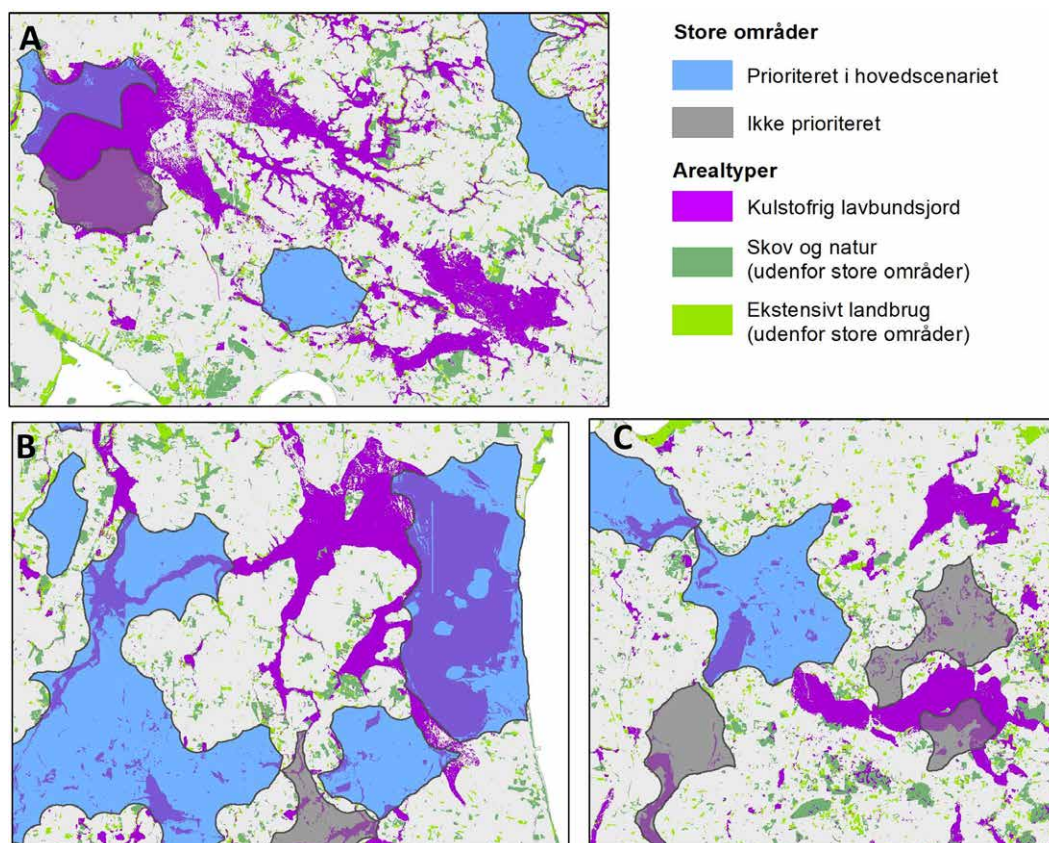 A
Store områder
Prioriteret i hovedscenariet
Ikke prioriteret
Arealtyper
Kulstofrig lavbundsjord
Skov og natur
(udenfor store områder)
Ekstensivt landbrug
(udenfor store områder)
B
C